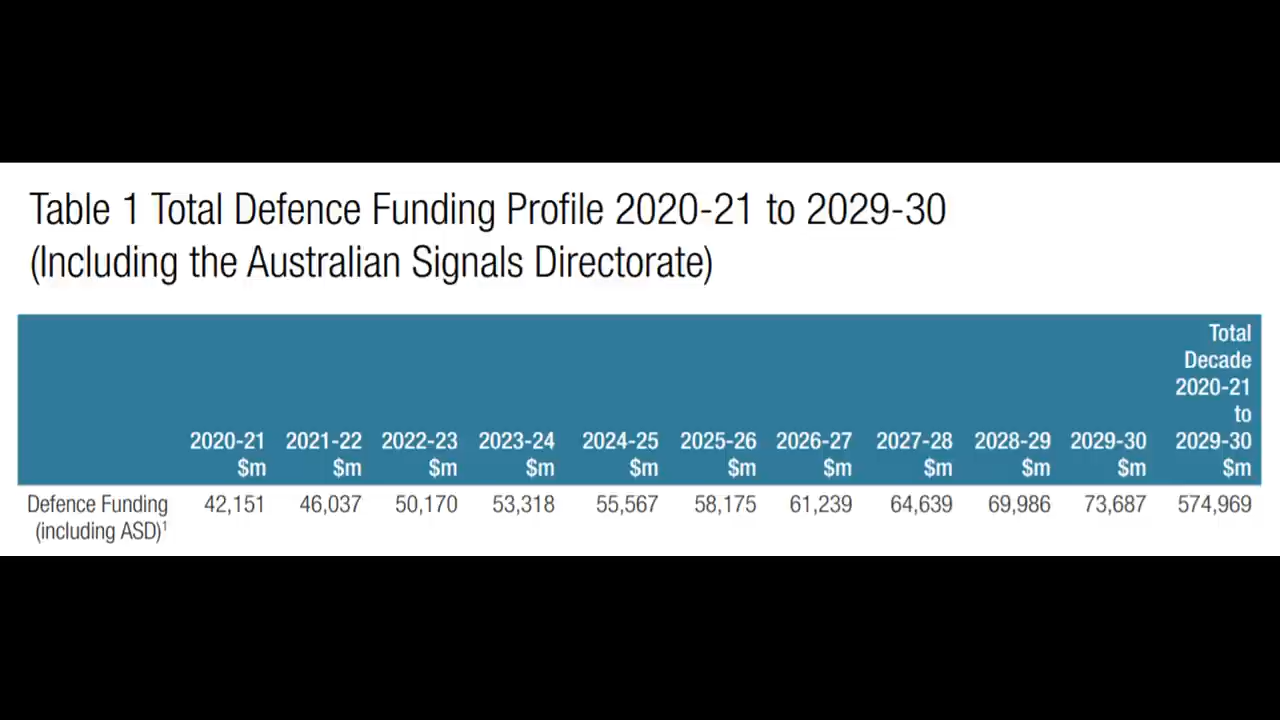 Table 1 Total Defence Funding Profile 2020-21 to 2029-30
(Including the Australian Signals Directorate)
Total
Decade
2020-21
to
2020-21 2021-22 2022-23 2023-24 2024-25 2025-26 2026-27 2027-28 2028-29 2029-30 2029-30
$m $m $m $m $m $m $m $m $m $m $m
Defence Funding 42,151 46,037 50,170 53,318 55,567 58,175 61,239 64,639 69,986 73,687 574,969
(including ASD)¹